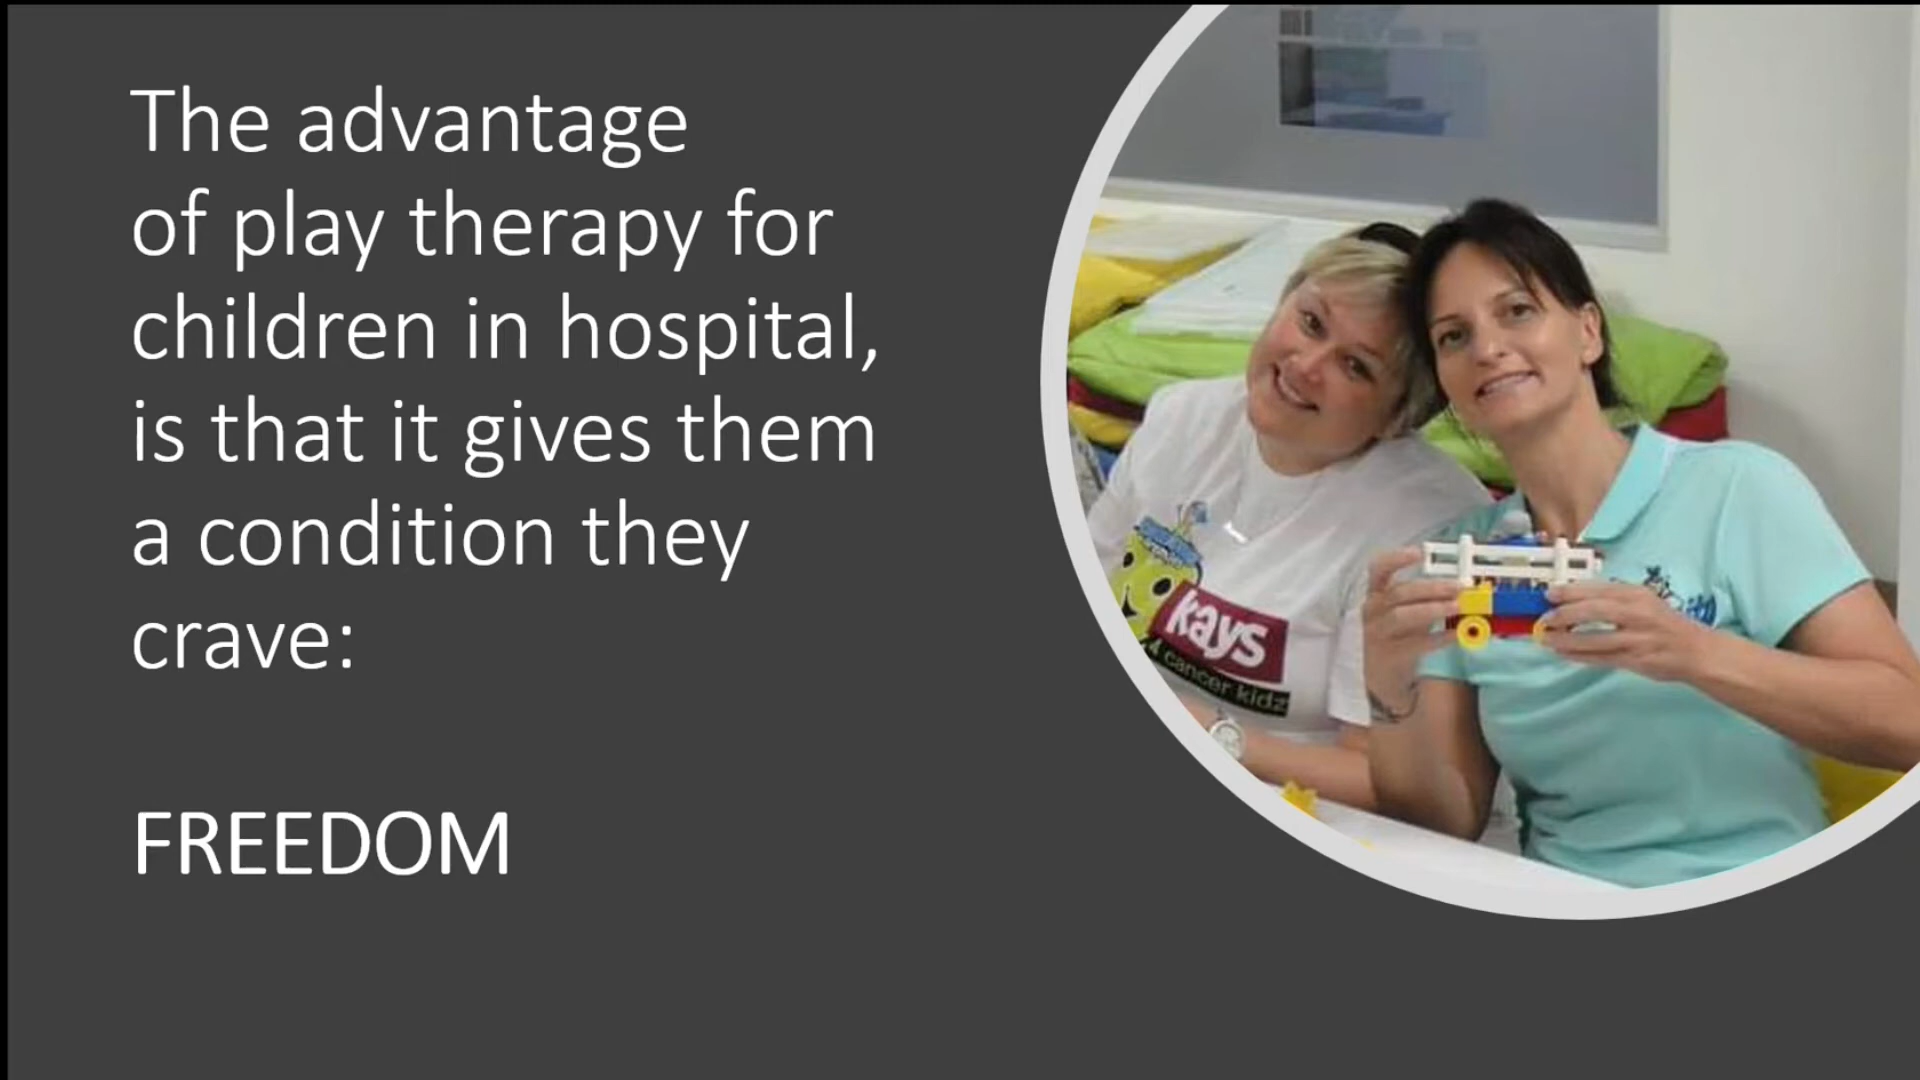 The advantage
of play therapy for
children in hospital,
is that it gives them
a condition they
crave:
FREEDOM
kays
4 cancer kidz